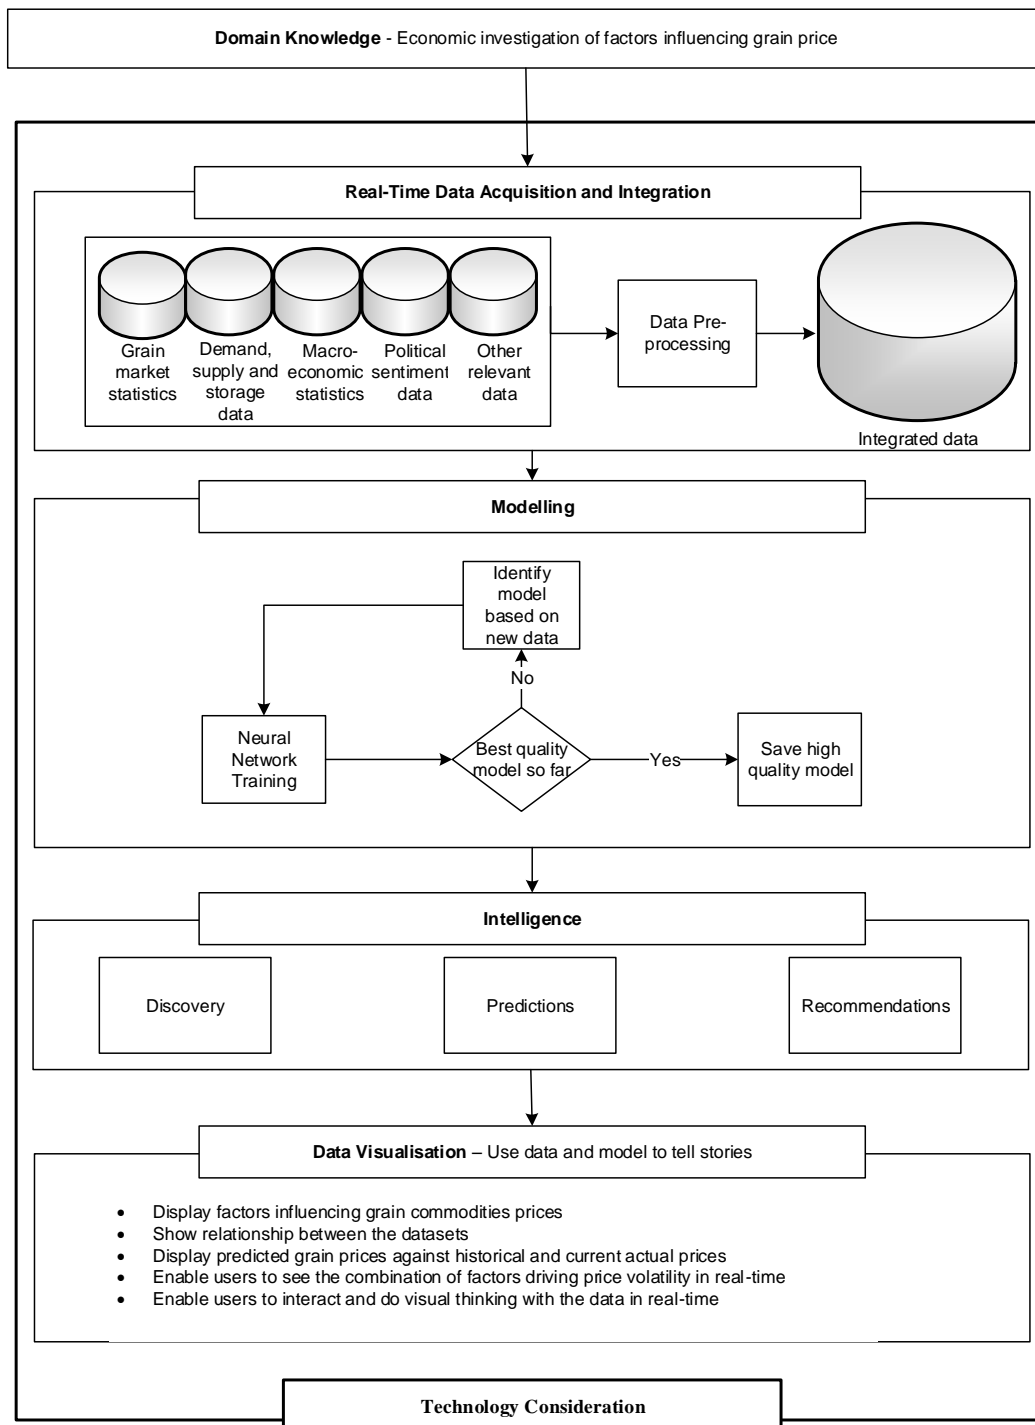 Domain Knowledge - Economic investigation of factors influencing grain price
Real-Time Data Acquisition and Integration
Grain
market
statistics
Demand,
supply and
storage
data
Macro-
economic
statistics
Political
sentiment
data
Other
relevant
data
Data Pre-
processing
Integrated data
Modelling
Identify
model
based on
new data
No
Neural
Network
Training
Best quality
model so far
Yes
Save high
quality model
Intelligence
Discovery
Predictions
Recommendations
Data Visualisation – Use data and model to tell stories
• Display factors influencing grain commodities prices
• Show relationship between the datasets
• Display predicted grain prices against historical and current actual prices
• Enable users to see the combination of factors driving price volatility in real-time
• Enable users to interact and do visual thinking with the data in real-time
Technology Consideration